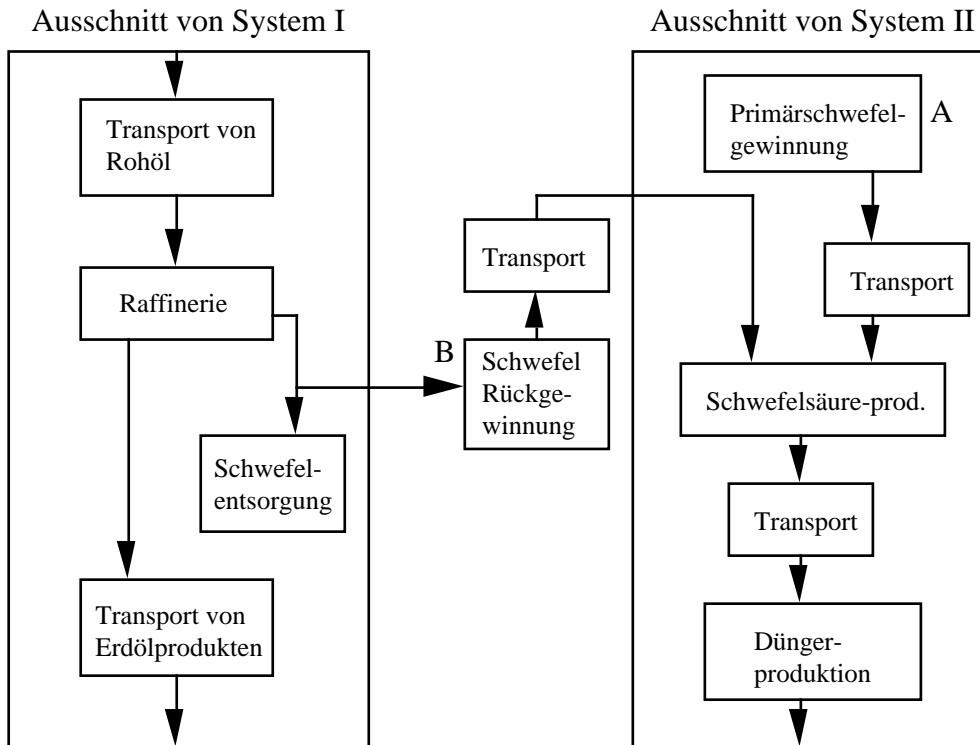 Ausschnitt von System I
Transport von
Rohöl
Raffinerie
Schwefel-
entsorgung
Transport von
Erdölprodukten
Transport
B
Schwefel
Rückge-
winnung
Ausschnitt von System II
Primärschwefel-
gewinnung
A
Transport
Schwefelsäure-prod.
Transport
Dünger-
produktion